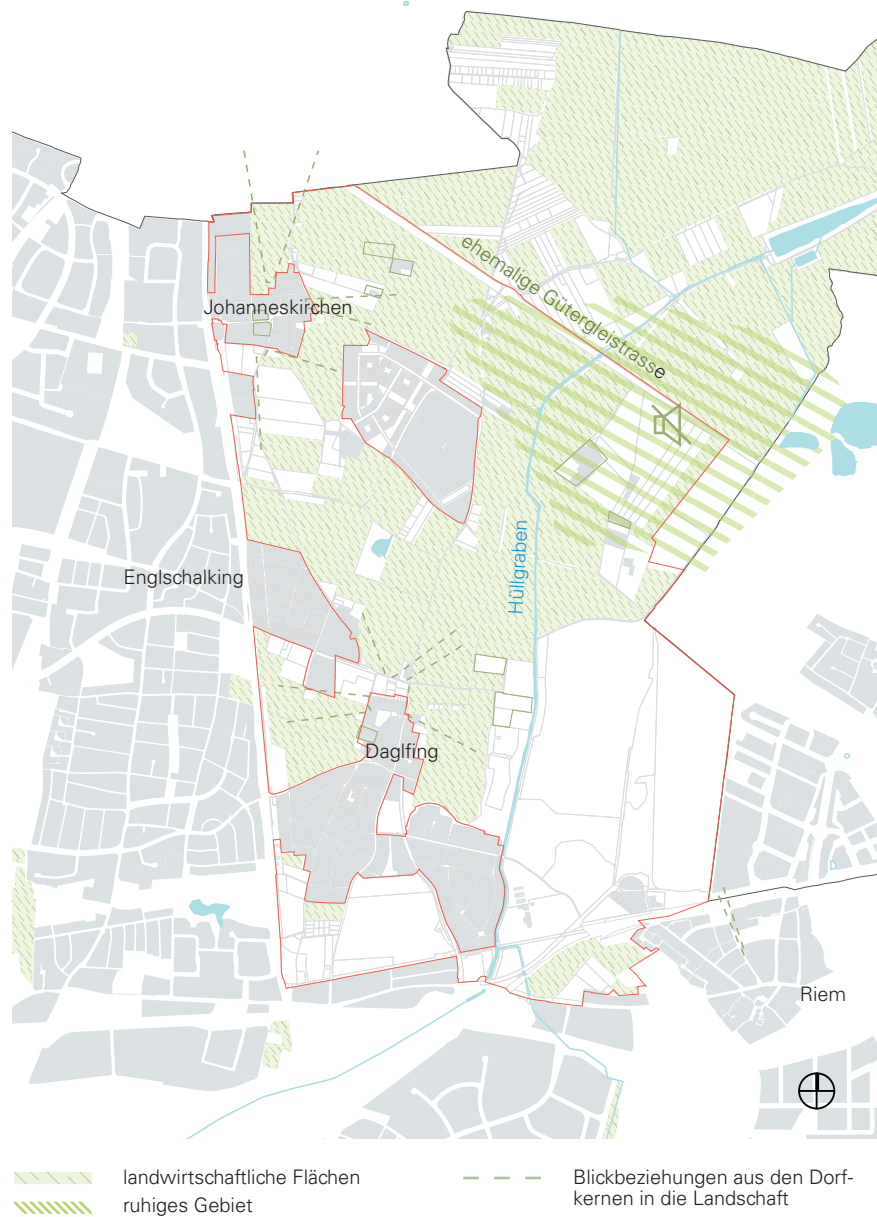 ehemalige Gütergleistrasse
Johanneskirchen
Hüllgraben
Englschalking
Daglfing
Riem
landwirtschaftliche Flächen
ruhiges Gebiet
Blickbeziehungen aus den Dorf-
kernen in die Landschaft